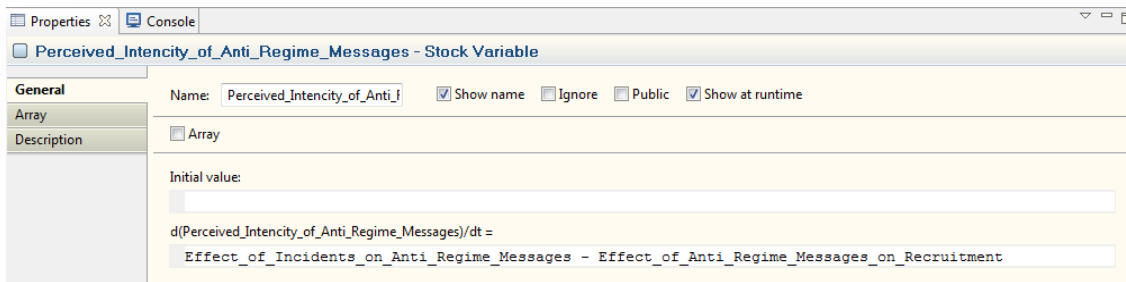 Properties Console
Perceived_Intencity_of_Anti_Regime_Messages - Stock Variable
General
Name: Perceived_Intencity_of_Anti_ Show name Ignore Public Show at runtime
Array
Array
Description
Initial value:
d(Perceived_Intencity_of_Anti_Regime_Messages)/dt =
Effect_of_Incidents_on_Anti_Regime_Messages - Effect_of_Anti_Regime_Messages_on_Recruitment